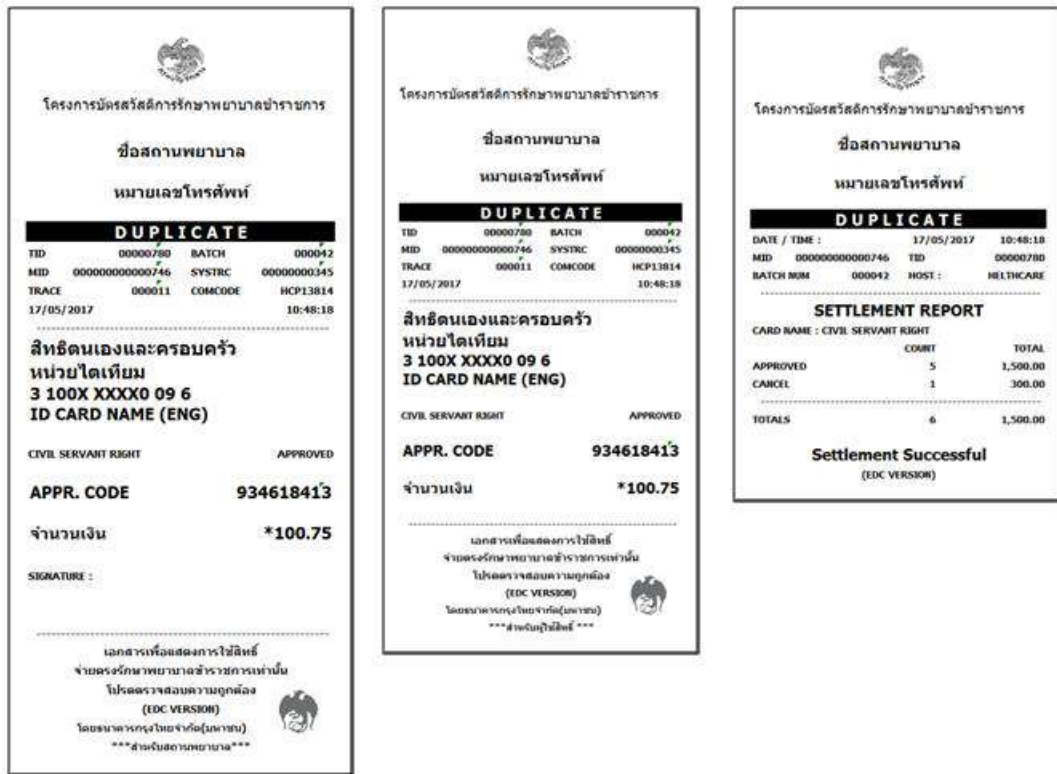 โครงการบัตรสวัสดิการรักษาพยาบาลข้าราชการ
ชื่อสถานพยาบาล
หมายเลขโทรศัพท์
DUPLICATE
TID 00000780 BATCH 000042
MID 000000000000746 SYSTRC 00000000345
TRACE 000011 COMCODE HCP13814
17/05/2017 10:48:18
สิทธิตนเองและครอบครัว
หน่วยไตเทียม
3 100X XXXX0 09 6
ID CARD NAME (ENG)
CIVIL SERVANT RIGHT APPROVED
APPR. CODE 934618413
จำนวนเงิน *100.75
SIGNATURE :
เอกสารเพื่อแสดงการใช้สิทธิ์
จ่ายตรงรักษาพยาบาลข้าราชการเท่านั้น
โปรดตรวจสอบความถูกต้อง
(EDC VERSION)
โดยธนาคารกรุงไทยจำกัด(มหาชน)
***สำหรับสถานพยาบาล***
โครงการบัตรสวัสดิการรักษาพยาบาลข้าราชการ
ชื่อสถานพยาบาล
หมายเลขโทรศัพท์
DUPLICATE
TID 00000780 BATCH 000042
MID 000000000000746 SYSTRC 00000000345
TRACE 000011 COMCODE HCP13814
17/05/2017 10:48:18
สิทธิตนเองและครอบครัว
หน่วยไตเทียม
3 100X XXXX0 09 6
ID CARD NAME (ENG)
CIVIL SERVANT RIGHT APPROVED
APPR. CODE 934618413
จำนวนเงิน *100.75
เอกสารเพื่อแสดงการใช้สิทธิ์
จ่ายตรงรักษาพยาบาลข้าราชการเท่านั้น
โปรดตรวจสอบความถูกต้อง
(EDC VERSION)
โดยธนาคารกรุงไทยจำกัด(มหาชน)
***สำหรับผู้ใช้สิทธิ์ ***
โครงการบัตรสวัสดิการรักษาพยาบาลข้าราชการ
ชื่อสถานพยาบาล
หมายเลขโทรศัพท์
DUPLICATE
DATE / TIME : 17/05/2017 10:48:18
MID 000000000000746 TID 00000780
BATCH NUM 000042 HOST : HELTHCARE
SETTLEMENT REPORT
CARD NAME : CIVIL SERVANT RIGHT
COUNT TOTAL
APPROVED 5 1,500.00
CANCEL 1 300.00
TOTALS 6 1,500.00
Settlement Successful
(EDC VERSION)